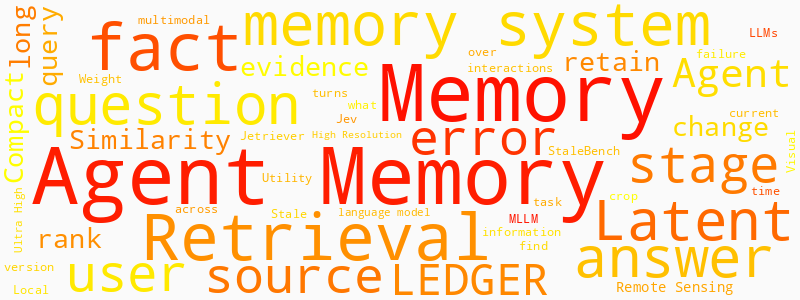 multimodal
long
query
fact
memory system
LLMs
over
failure
evidence
interactions
retain
Agent
Weight
Compact
question
turns
what
Memory
current
change
Jev
Similarity
Jetriever
High Resolution
error
StaleBench
Visual
stage
Agent Memory
Utility
time
crop
task
Ultra High
across
Stale
language model
MLLM
Latent
information
rank
Retrieval
find
answer
version
user
source
LEDGER
Local
Remote Sensing